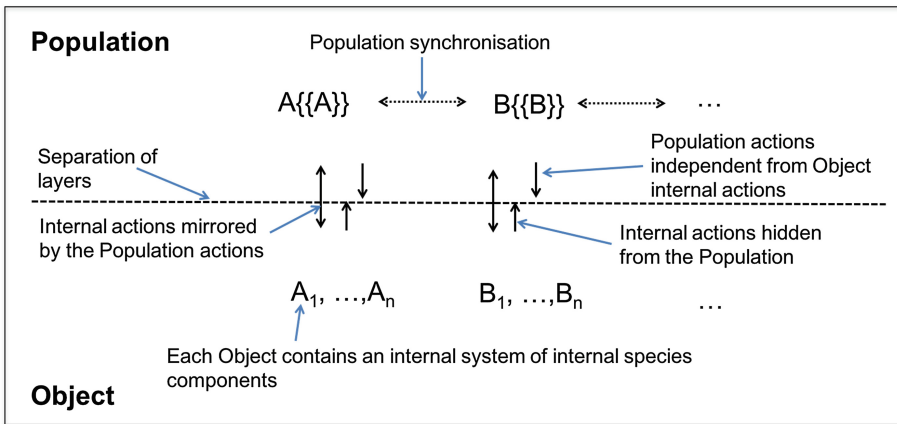 Population
Population synchronisation
A{{A}}
B{{B}}
...
Separation of
layers
Population actions
independent from Object
internal actions
Internal actions mirrored
by the Population actions
Internal actions hidden
from the Population
A₁, ...,Aₙ
B₁, ...,Bₙ
...
Each Object contains an internal system of internal species
components
Object